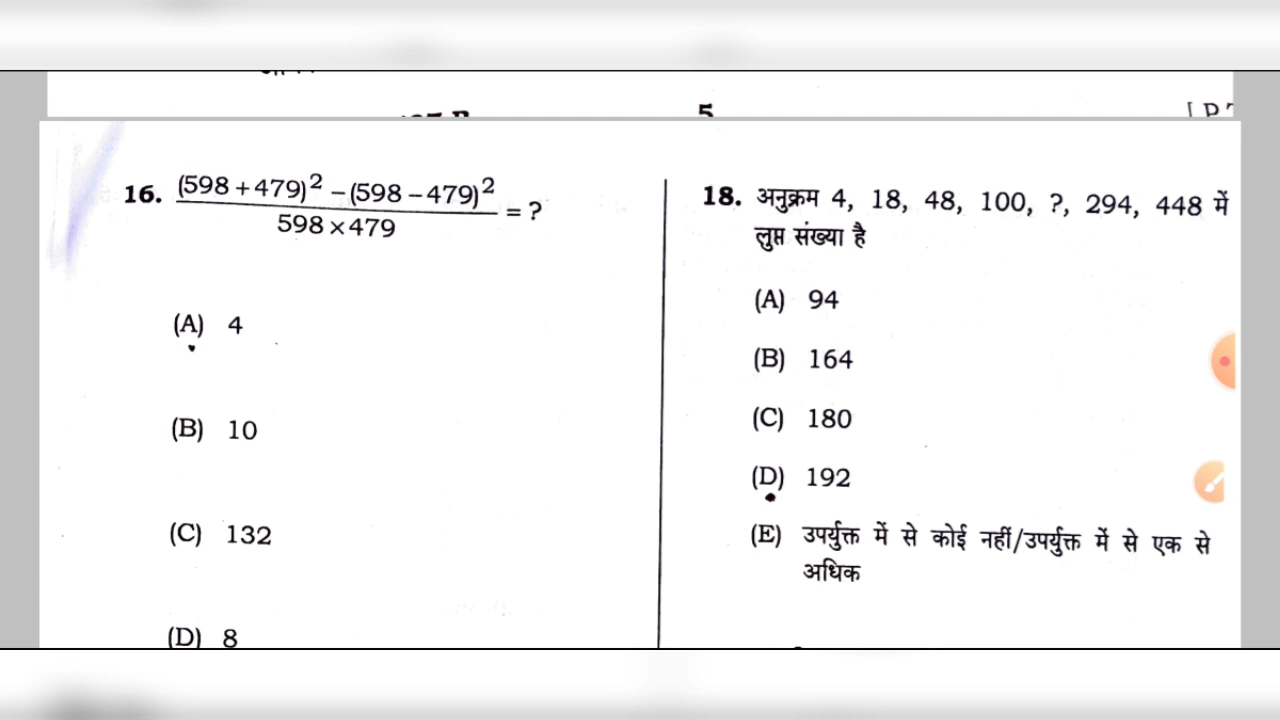 5
16. (598 + 479)² – (598 – 479)² / 598 × 479 = ?
(A) 4
(B) 10
(C) 132
(D) 8
18. अनुक्रम 4, 18, 48, 100, ?, 294, 448 में
लुप्त संख्या है
(A) 94
(B) 164
(C) 180
(D) 192
(E) उपर्युक्त में से कोई नहीं/उपर्युक्त में से एक से
अधिक